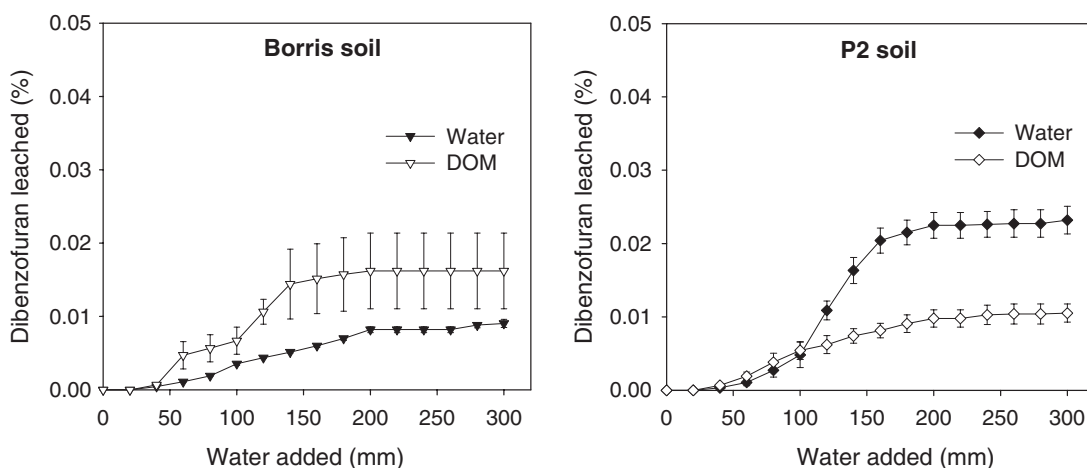 Borris soil
Dibenzofuran leached (%)
0.05
0.04
0.03
0.02
0.01
0.00
Water
DOM
0 50 100 150 200 250 300
Water added (mm)
P2 soil
Dibenzofuran leached (%)
0.05
0.04
0.03
0.02
0.01
0.00
Water
DOM
0 50 100 150 200 250 300
Water added (mm)